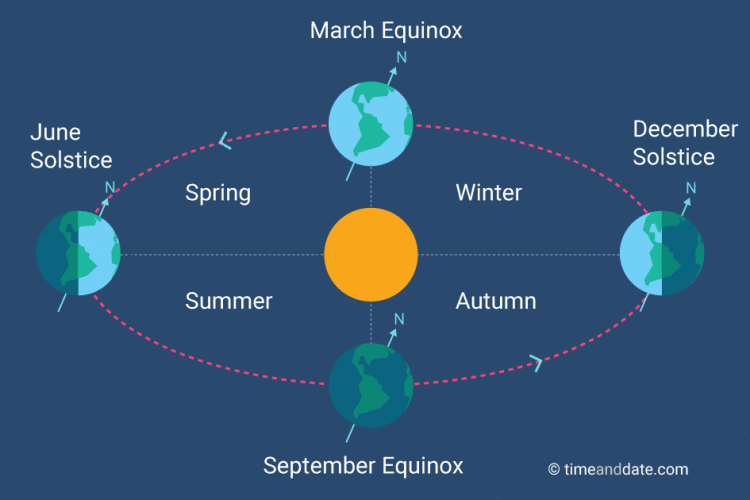 March Equinox
N
June
Solstice
December
Solstice
N
N
Spring
Winter
Summer
Autumn
N
September Equinox
© timeanddate.com